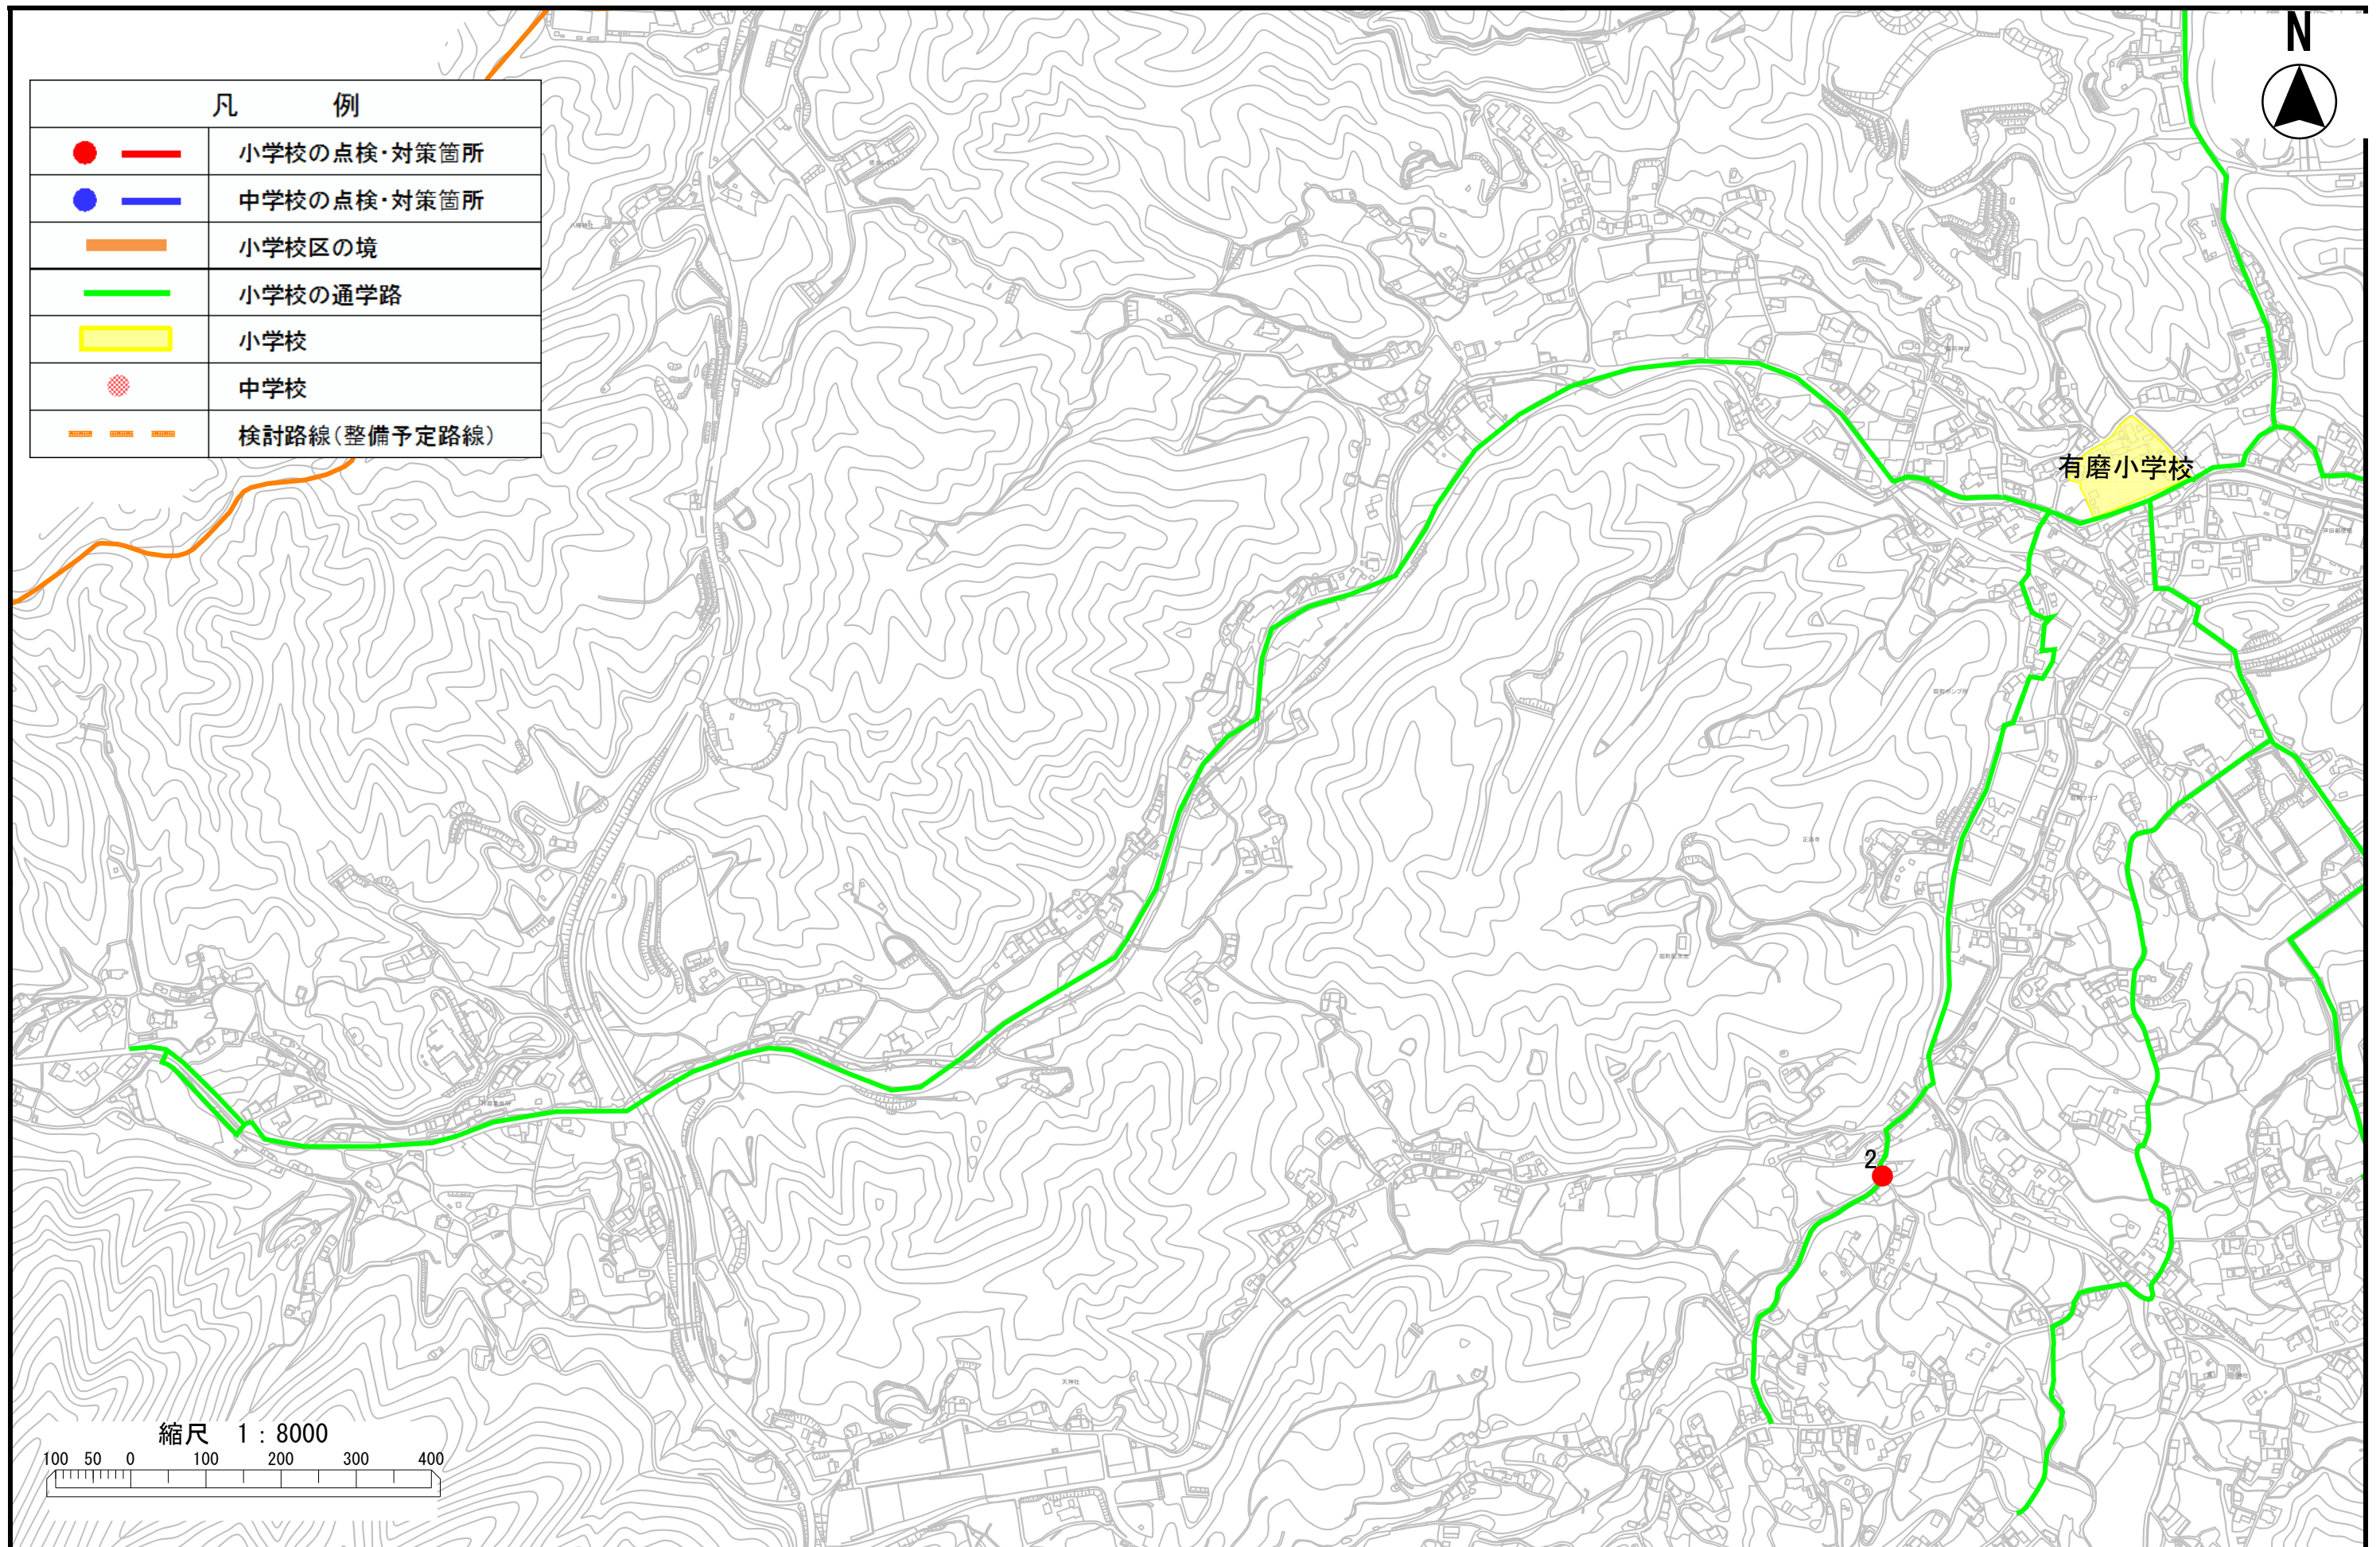 N
凡 例
小学校の点検・対策箇所
中学校の点検・対策箇所
小学校区の境
小学校の通学路
小学校
中学校
検討路線(整備予定路線)
有磨小学校
2
天神社
縮尺 1:8000
100 50 0 100 200 300 400